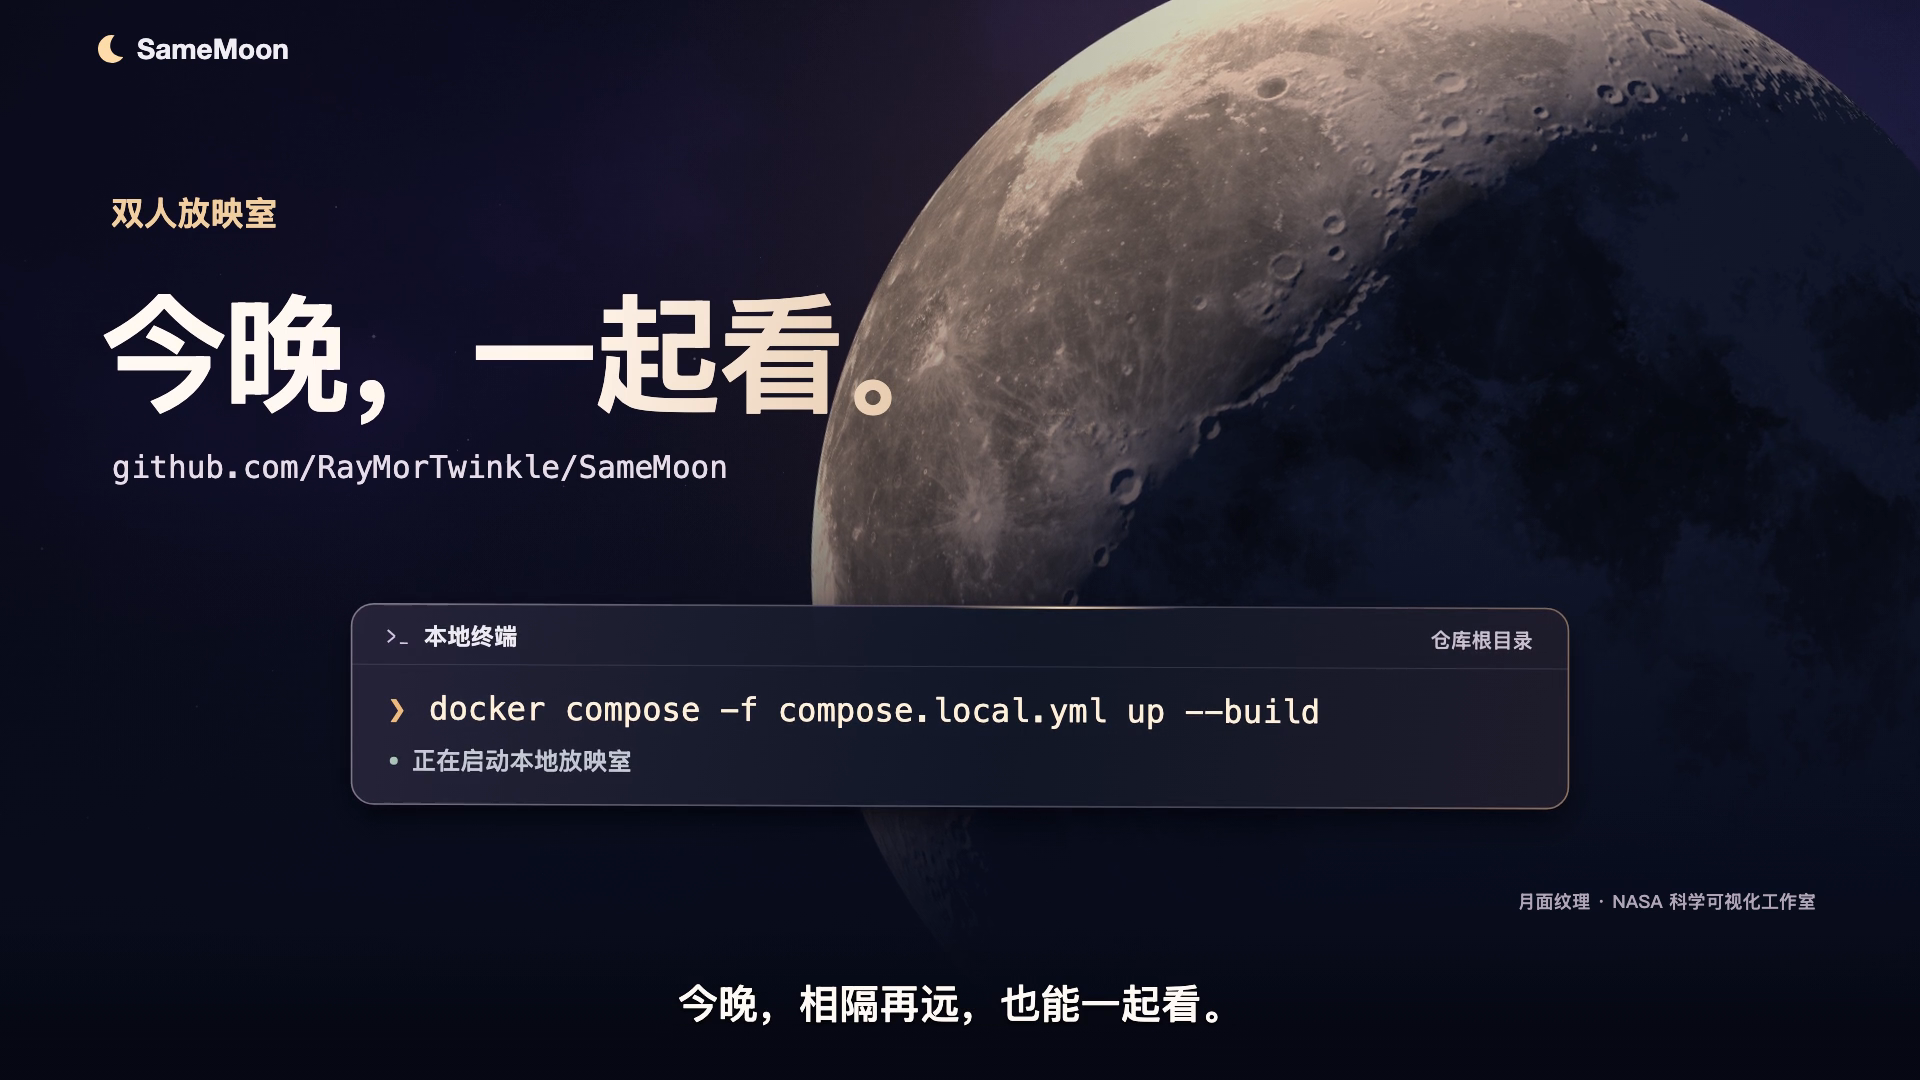 SameMoon
双人放映室
今晚，一起看。
github.com/RayMorTwinkle/SameMoon
>_ 本地终端
仓库根目录
❯ docker compose -f compose.local.yml up --build
• 正在启动本地放映室
月面纹理 · NASA 科学可视化工作室
今晚，相隔再远，也能一起看。